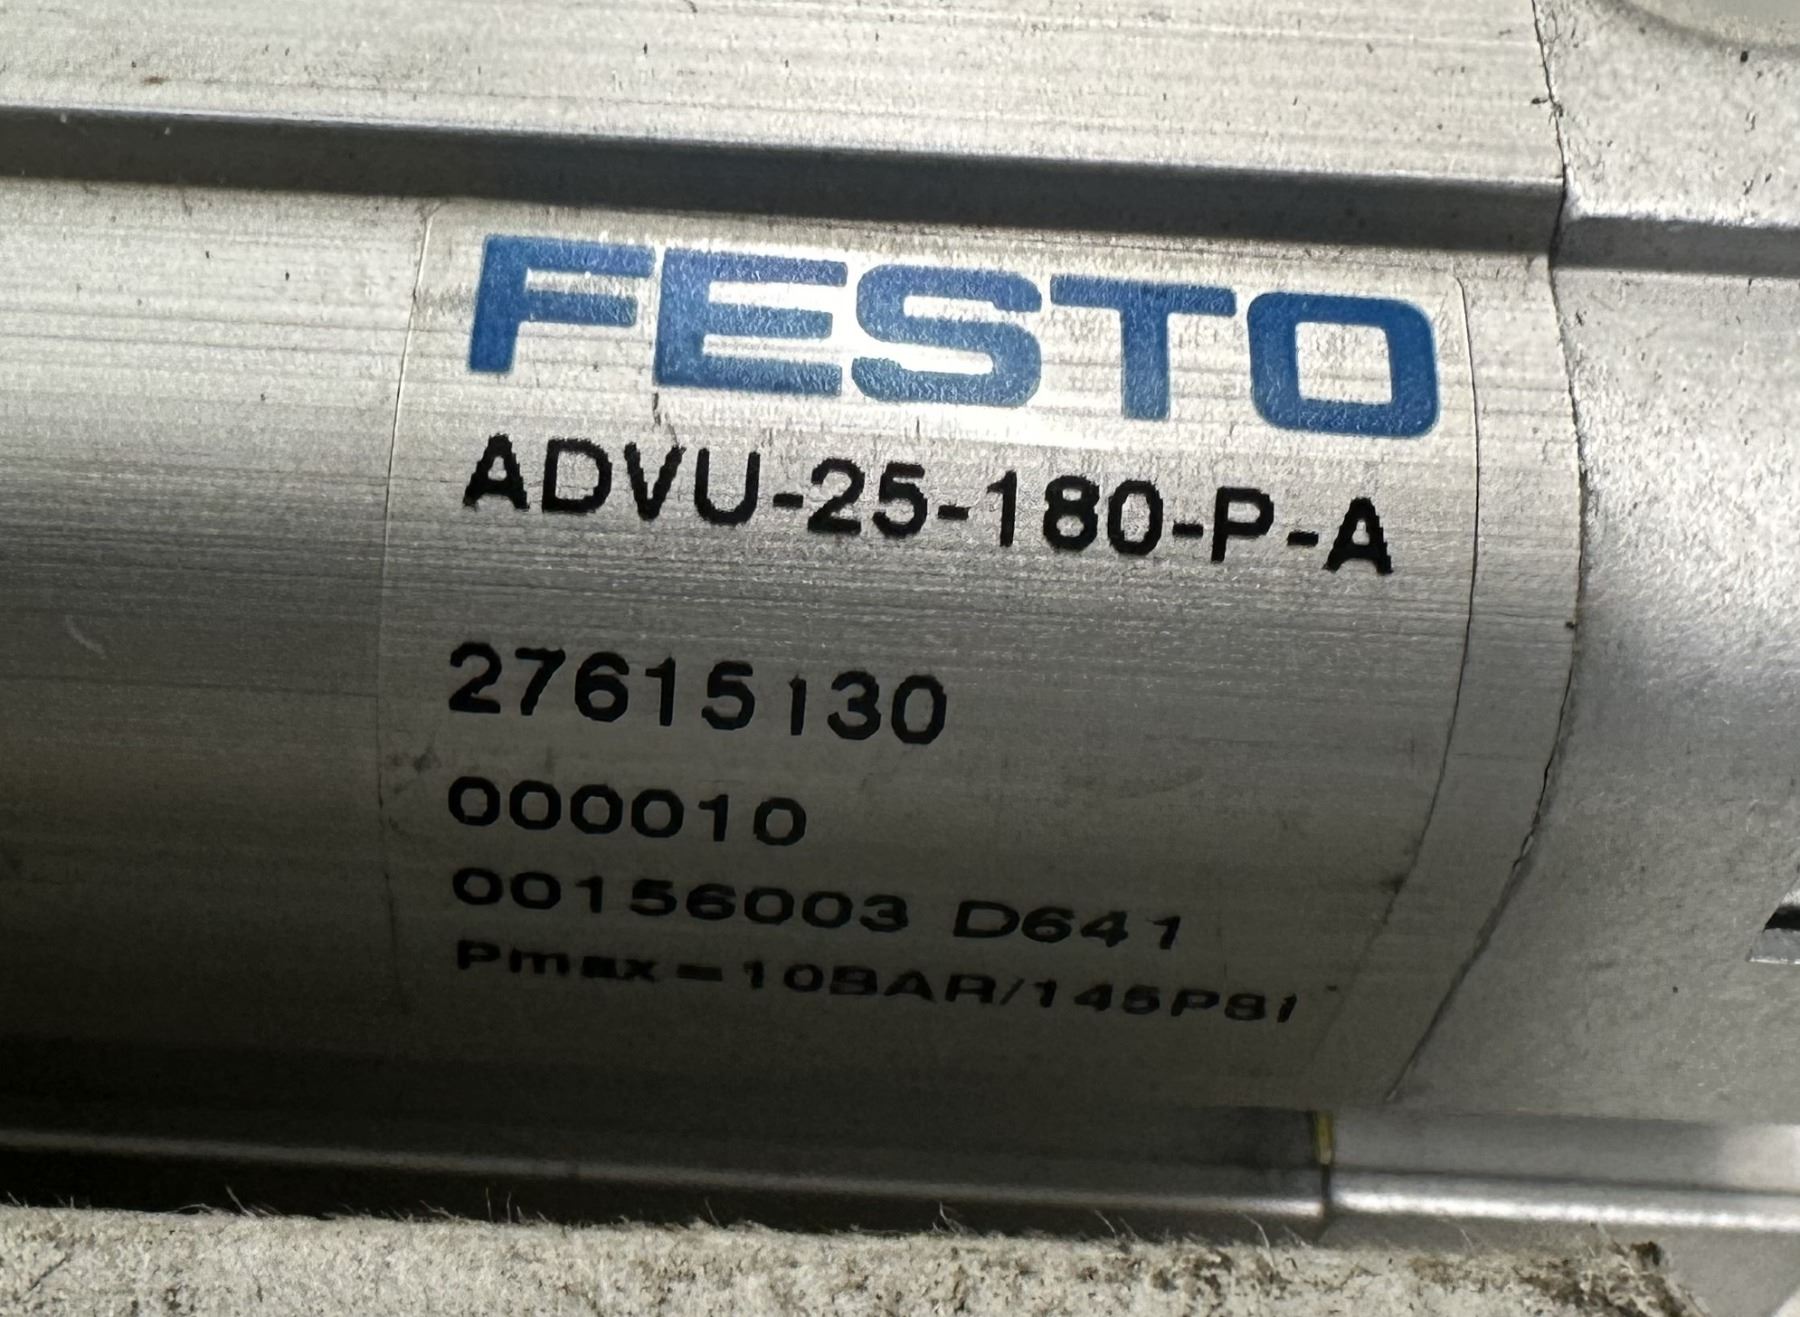 FESTO
ADVU-25-180-P-A
27615130
000010
00156003 D641
Pmax=10BAR/145PSI